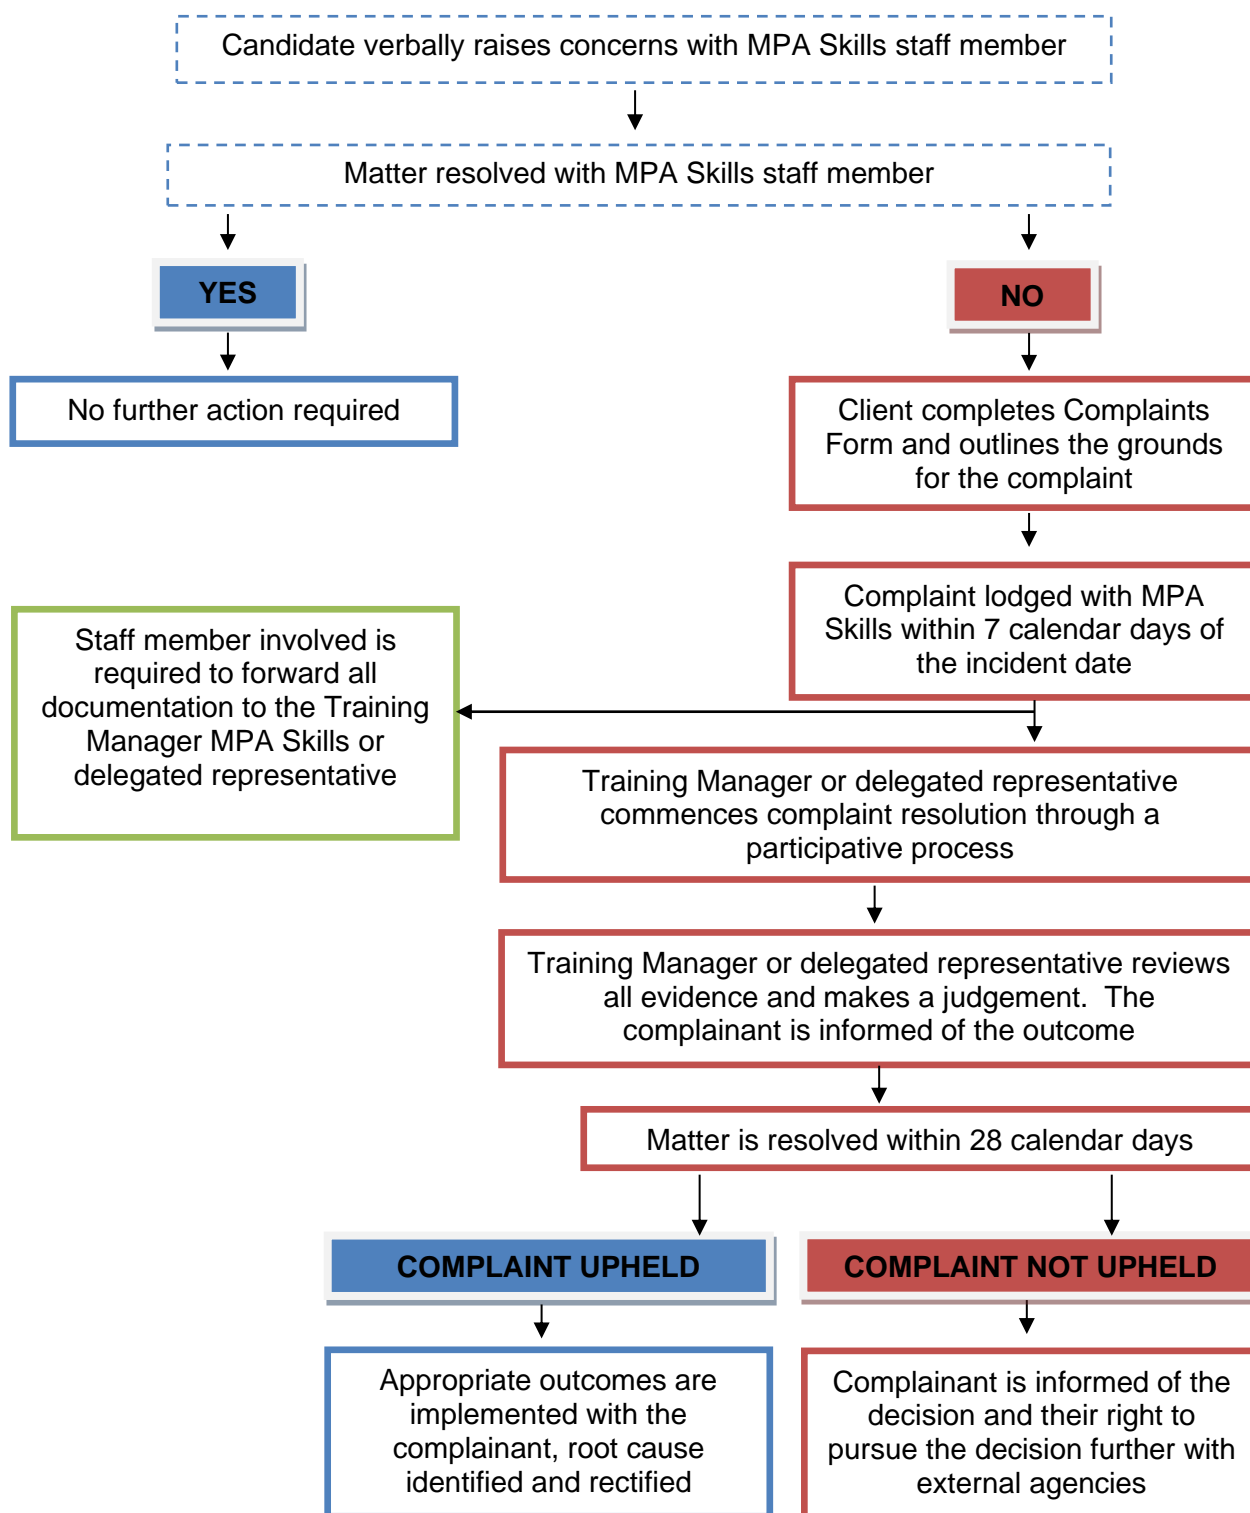 Candidate verbally raises concerns with MPA Skills staff member
Matter resolved with MPA Skills staff member
YES
NO
No further action required
Client completes Complaints
Form and outlines the grounds
for the complaint
Complaint lodged with MPA
Skills within 7 calendar days of
the incident date
Staff member involved is
required to forward all
documentation to the Training
Manager MPA Skills or
delegated representative
Training Manager or delegated representative
commences complaint resolution through a
participative process
Training Manager or delegated representative reviews
all evidence and makes a judgement.  The
complainant is informed of the outcome
Matter is resolved within 28 calendar days
COMPLAINT UPHELD
COMPLAINT NOT UPHELD
Appropriate outcomes are
implemented with the
complainant, root cause
identified and rectified
Complainant is informed of the
decision and their right to
pursue the decision further with
external agencies